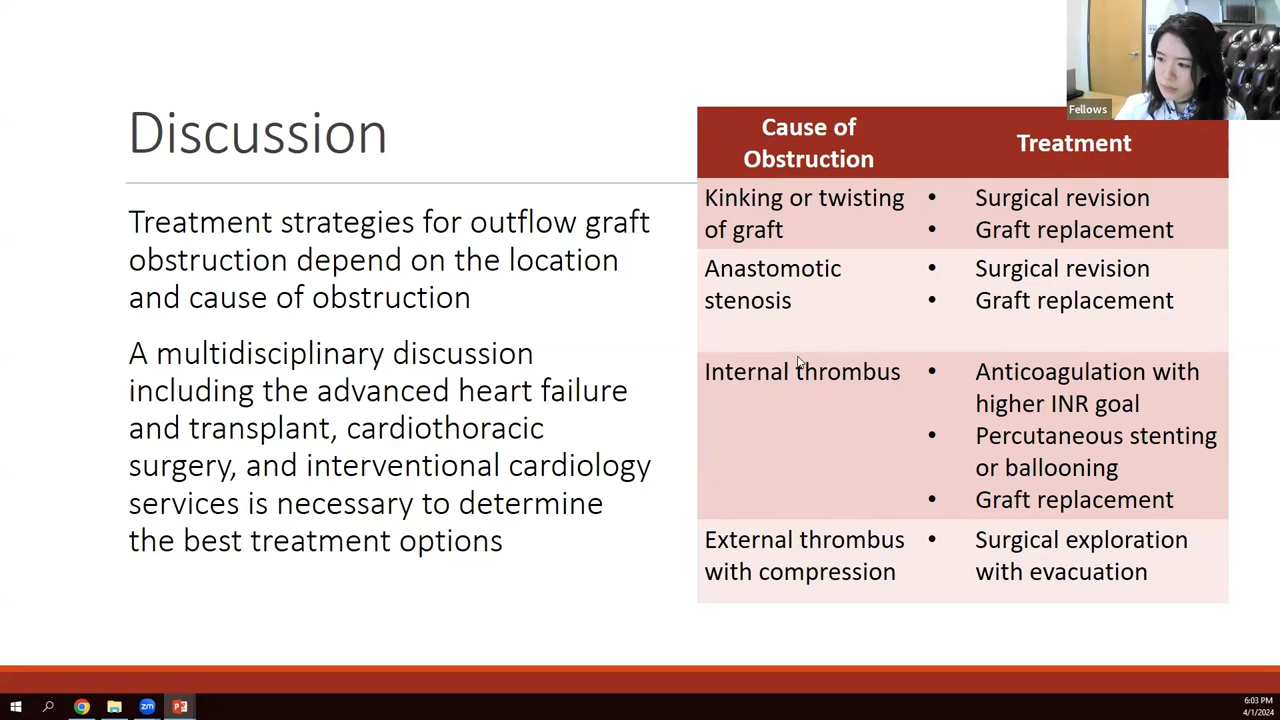 Fellows
Discussion
Treatment strategies for outflow graft
obstruction depend on the location
and cause of obstruction
A multidisciplinary discussion
including the advanced heart failure
and transplant, cardiothoracic
surgery, and interventional cardiology
services is necessary to determine
the best treatment options
Cause of
Obstruction
Treatment
Kinking or twisting
of graft
• Surgical revision
• Graft replacement
Anastomotic
stenosis
• Surgical revision
• Graft replacement
Internal thrombus
• Anticoagulation with
higher INR goal
• Percutaneous stenting
or ballooning
• Graft replacement
External thrombus
with compression
• Surgical exploration
with evacuation
zm
P
6:03 PM
4/1/2024